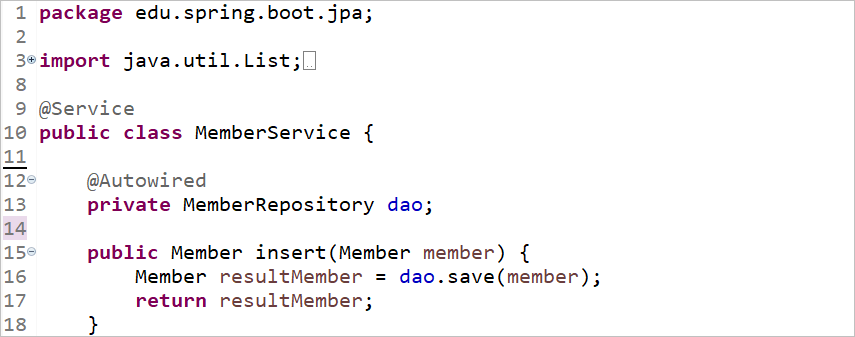 1 package edu.spring.boot.jpa;
2
3 import java.util.List;
8
9 @Service
10 public class MemberService {
11
12 @Autowired
13 private MemberRepository dao;
14
15 public Member insert(Member member) {
16 Member resultMember = dao.save(member);
17 return resultMember;
18 }